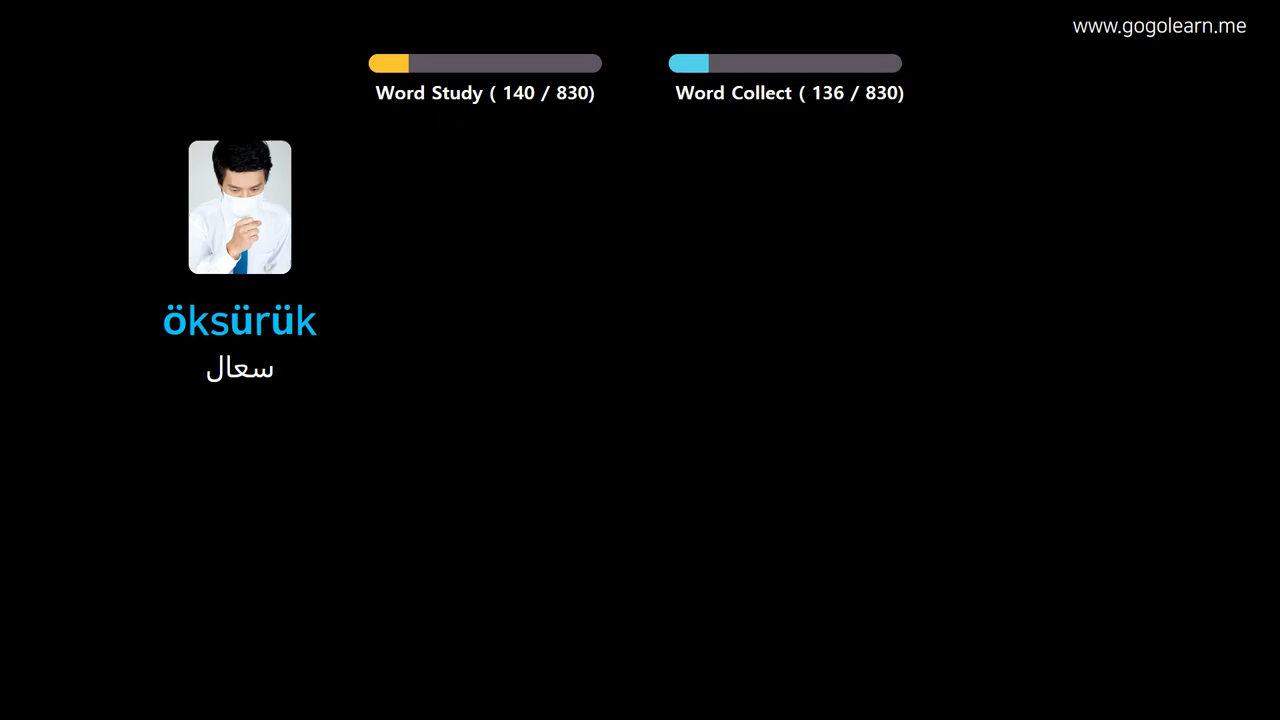 www.gogolearn.me
Word Study ( 140 / 830)
Word Collect ( 136 / 830)
öksürük
سعال